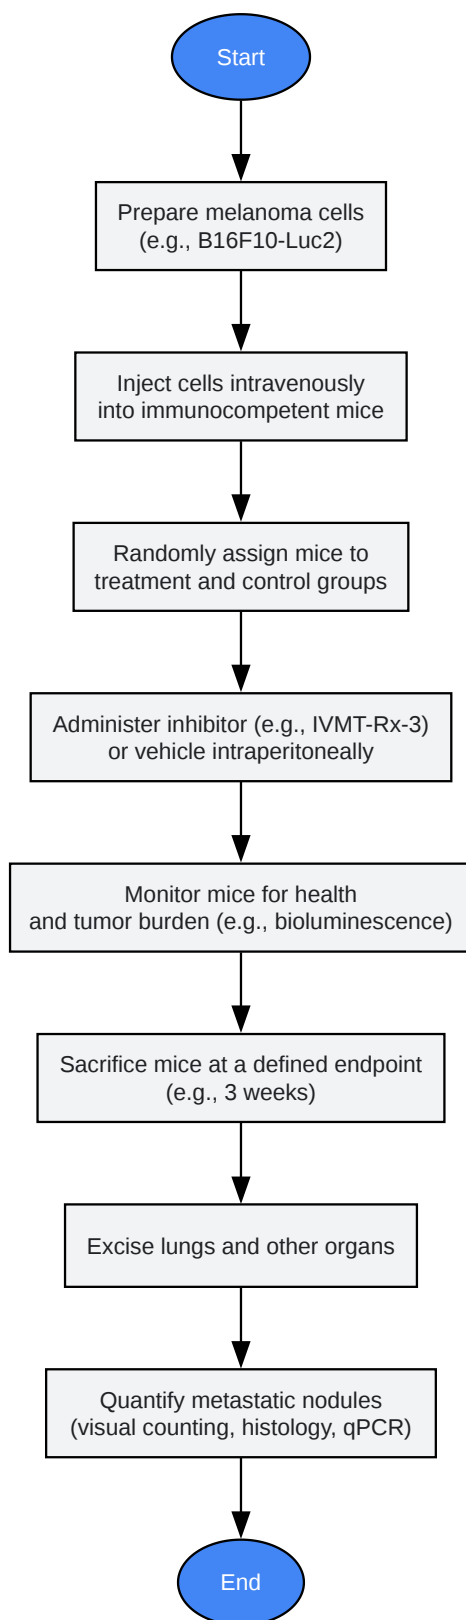 Start
Prepare melanoma cells
(e.g., B16F10-Luc2)
Inject cells intravenously
into immunocompetent mice
Randomly assign mice to
treatment and control groups
Administer inhibitor (e.g., IVMT-Rx-3)
or vehicle intraperitoneally
Monitor mice for health
and tumor burden (e.g., bioluminescence)
Sacrifice mice at a defined endpoint
(e.g., 3 weeks)
Excise lungs and other organs
Quantify metastatic nodules
(visual counting, histology, qPCR)
End